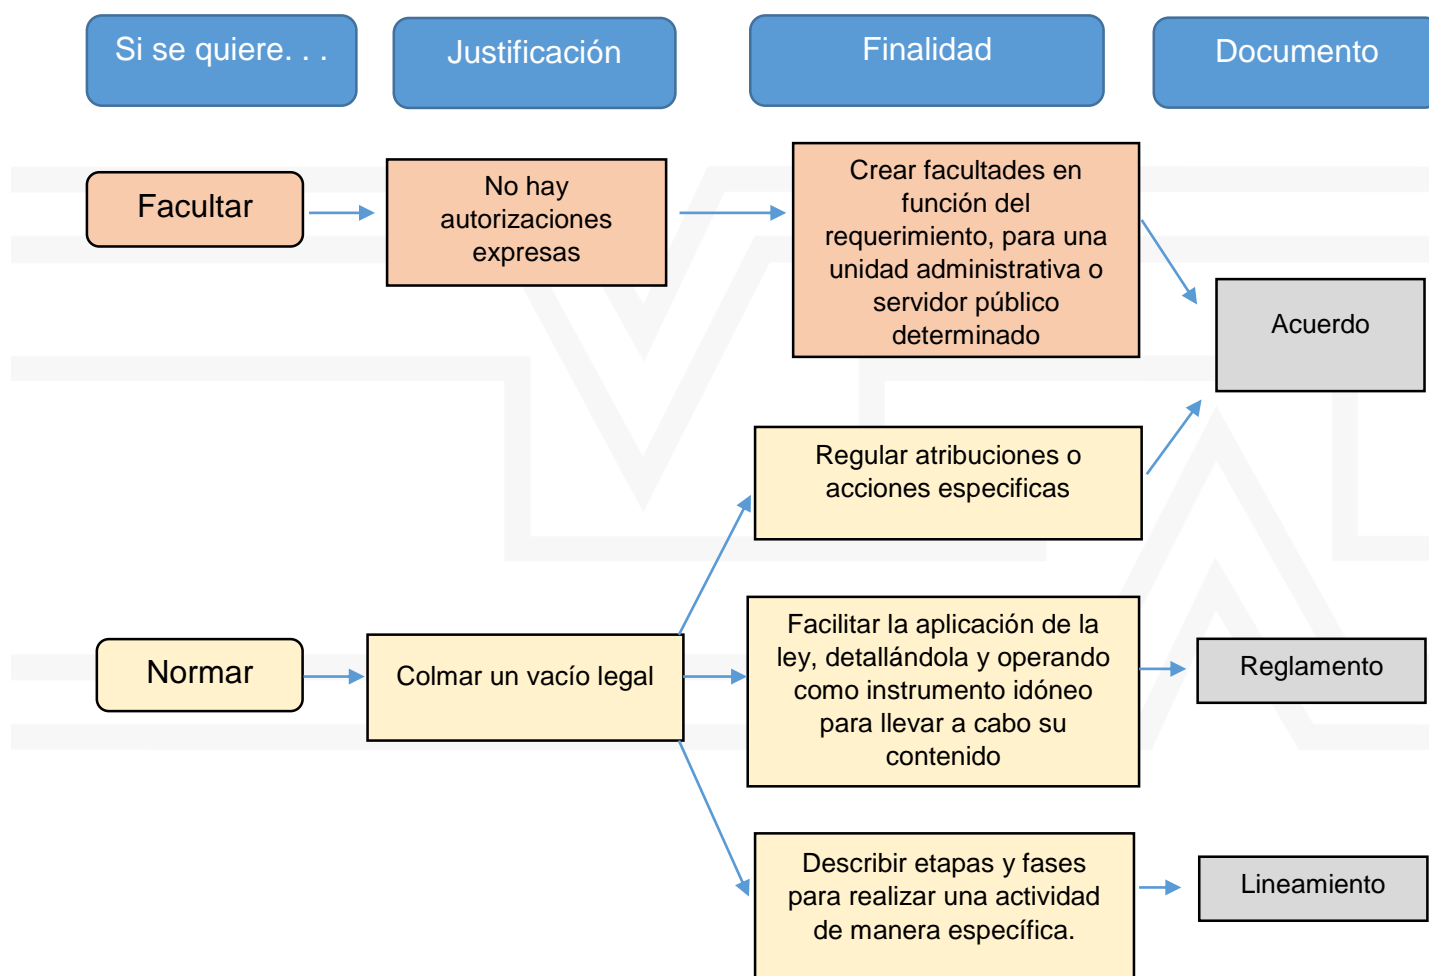 Si se quiere. . .
Justificación
Finalidad
Documento
Facultar
No hay
autorizaciones
expresas
Crear facultades en
función del
requerimiento, para una
unidad administrativa o
servidor público
determinado
Acuerdo
Regular atribuciones o
acciones especificas
Normar
Colmar un vacío legal
Facilitar la aplicación de la
ley, detallándola y operando
como instrumento idóneo
para llevar a cabo su
contenido
Reglamento
Describir etapas y fases
para realizar una actividad
de manera específica.
Lineamiento